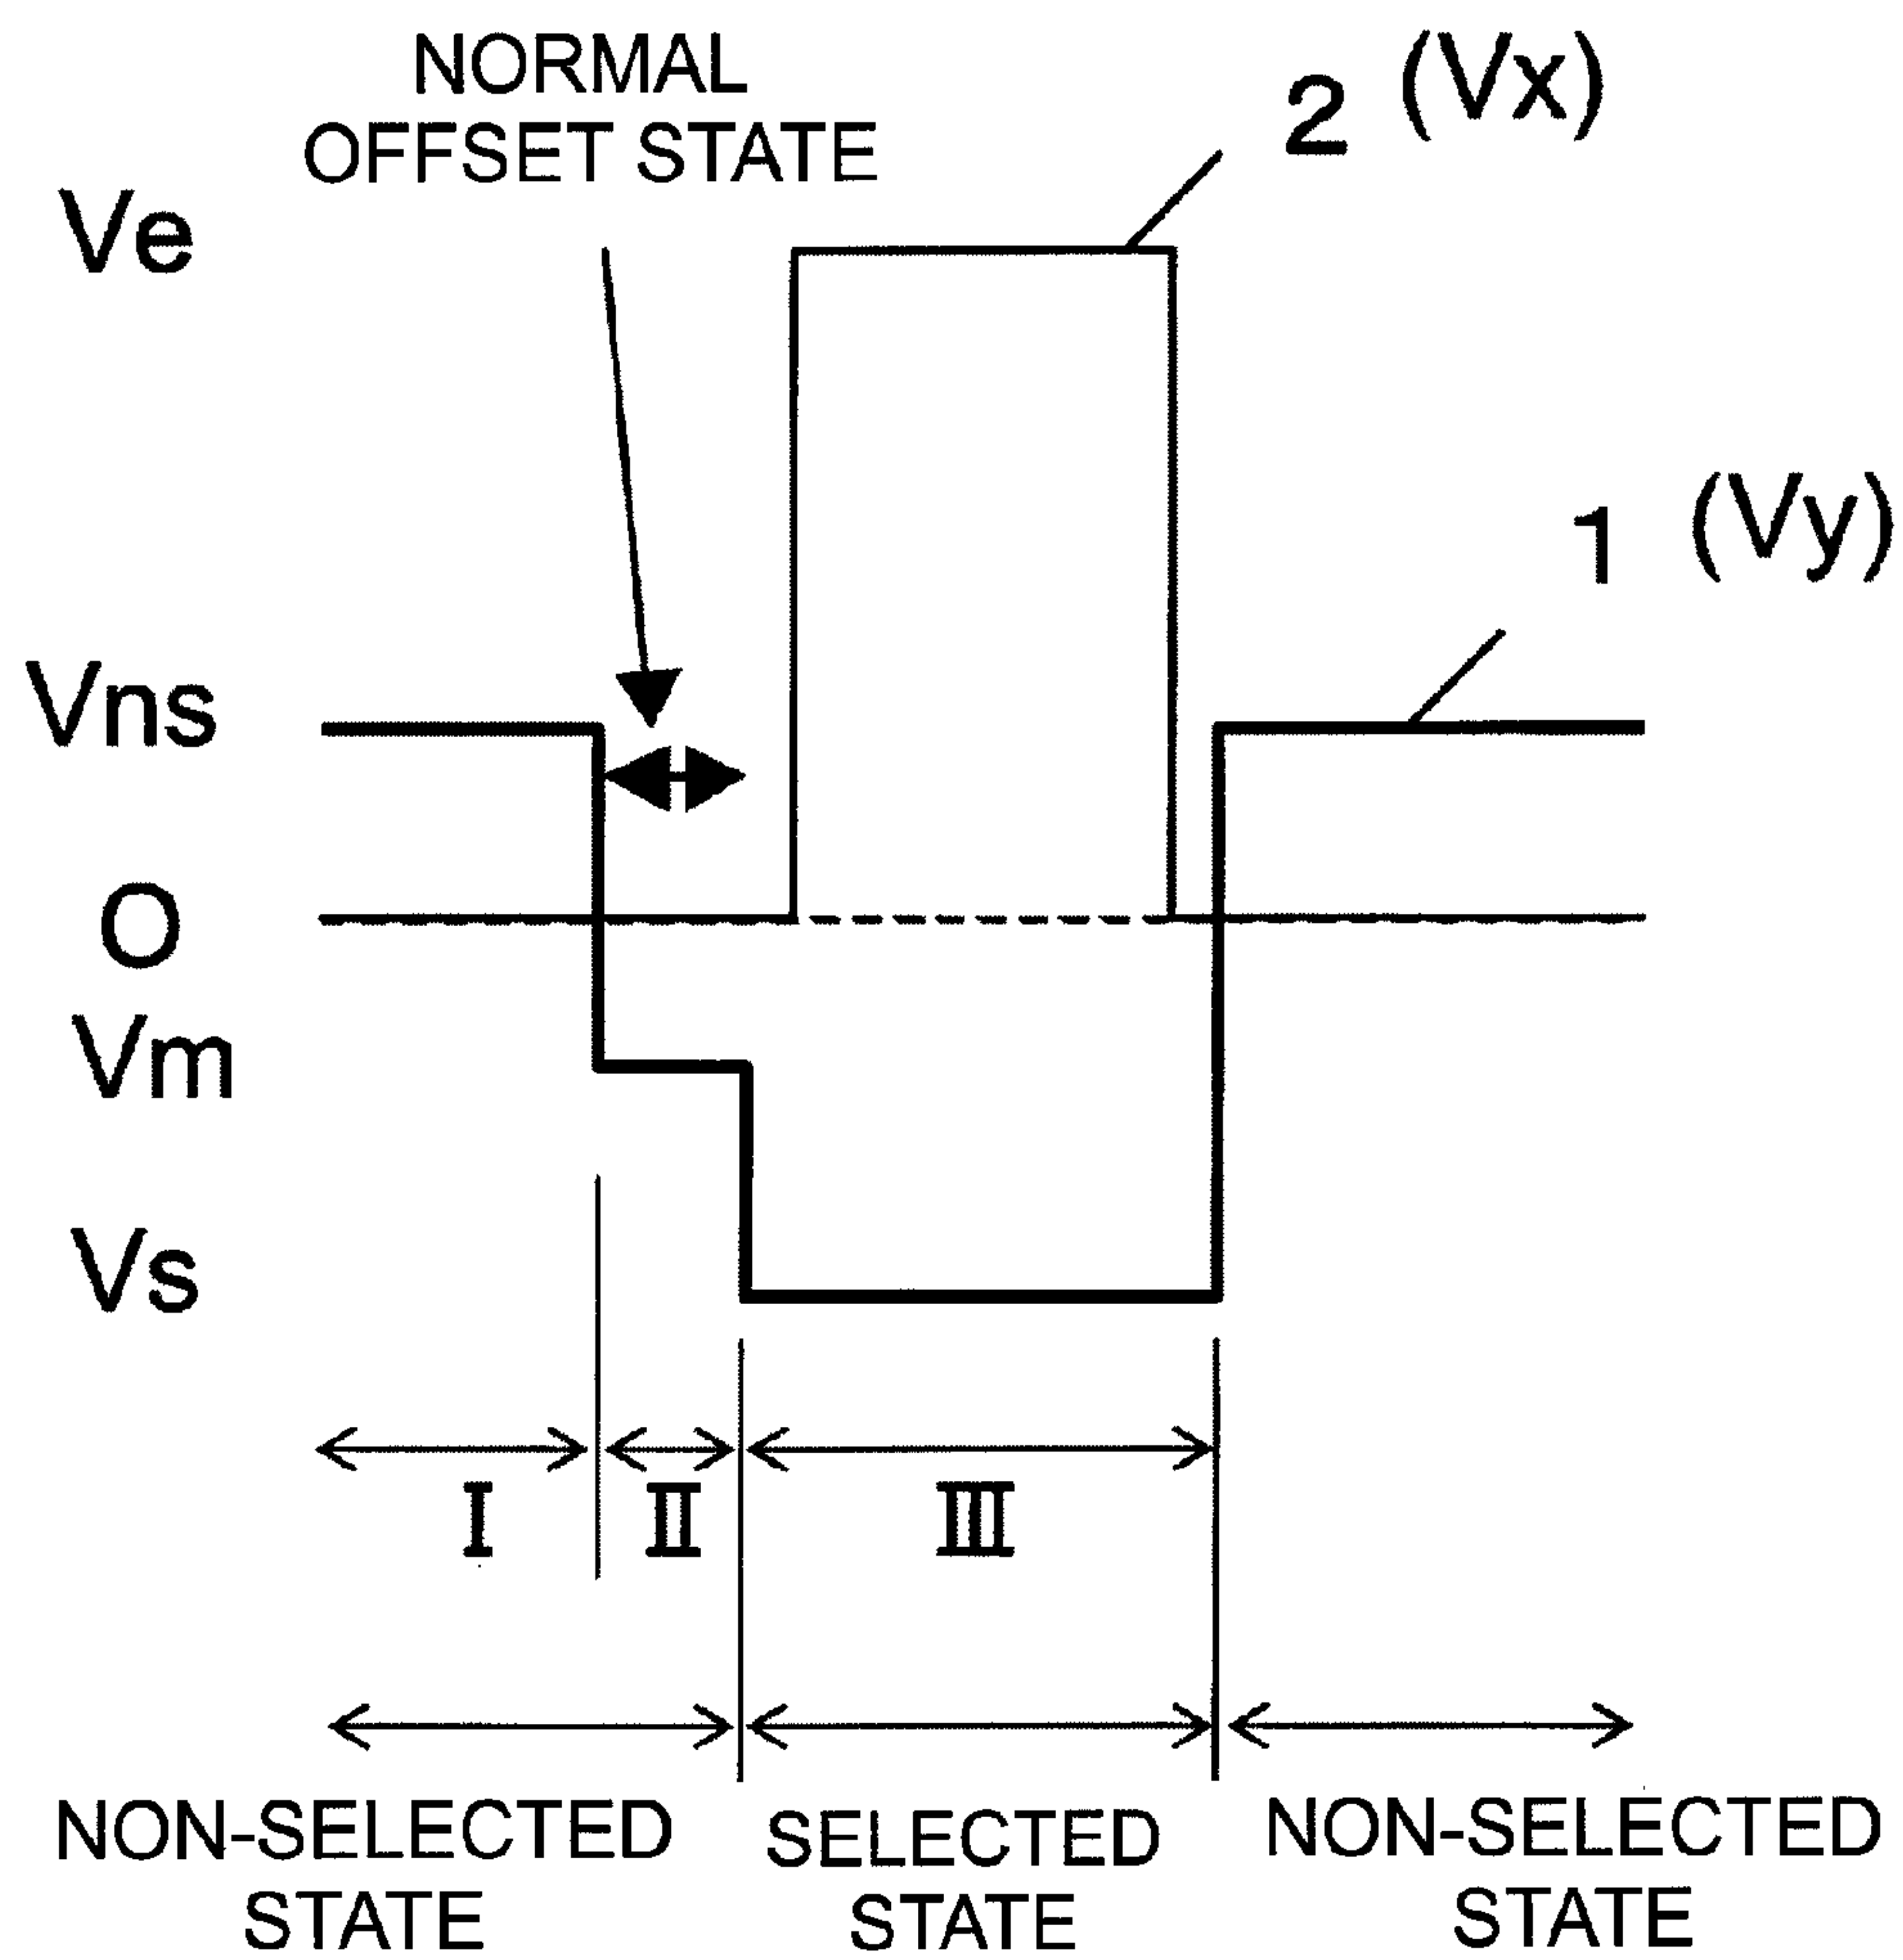 NORMAL
OFFSET STATE
2 (Vx)
Ve
1 (Vy)
Vns
O
Vm
Vs
I II III
NON-SELECTED
STATE
SELECTED
STATE
NON-SELECTED
STATE